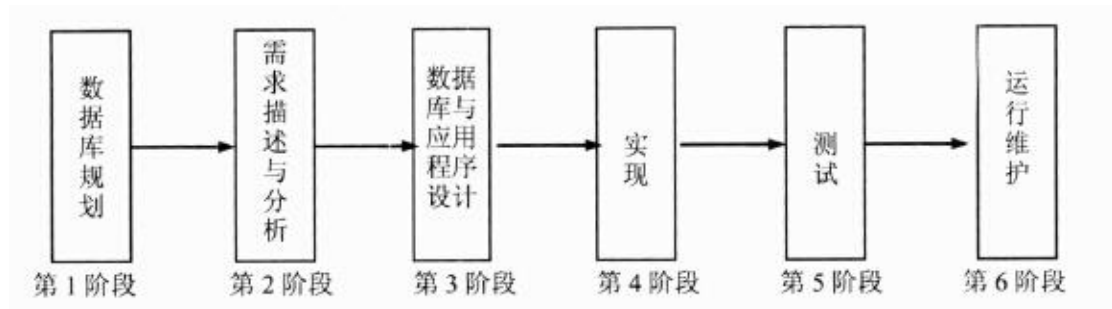 数据库规划
需求描述与分析
数据
库与
应用
程序
设计
实现
测试
运行维护
第1阶段
第2阶段
第3阶段
第4阶段
第5阶段
第6阶段